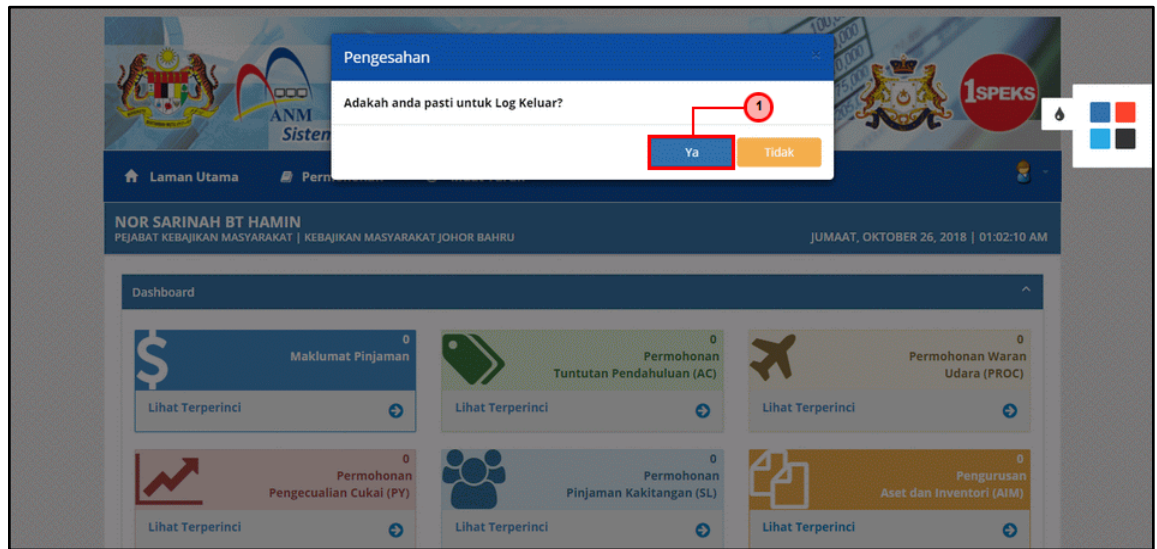 Pengesahan
×
Adakah anda pasti untuk Log Keluar?
1
Ya
Tidak
ANM
Sistem
1SPEKS
Laman Utama
NOR SARINAH BT HAMIN
PEJABAT KEBAJIKAN MASYARAKAT | KEBAJIKAN MASYARAKAT JOHOR BAHRU
JUMAAT, OKTOBER 26, 2018 | 01:02:10 AM
Dashboard
0
Maklumat Pinjaman
Lihat Terperinci
0
Permohonan
Tuntutan Pendahuluan (AC)
Lihat Terperinci
0
Permohonan Waran
Udara (PROC)
Lihat Terperinci
0
Permohonan
Pengecualian Cukai (PY)
Lihat Terperinci
0
Permohonan
Pinjaman Kakitangan (SL)
Lihat Terperinci
0
Pengurusan
Aset dan Inventori (AIM)
Lihat Terperinci